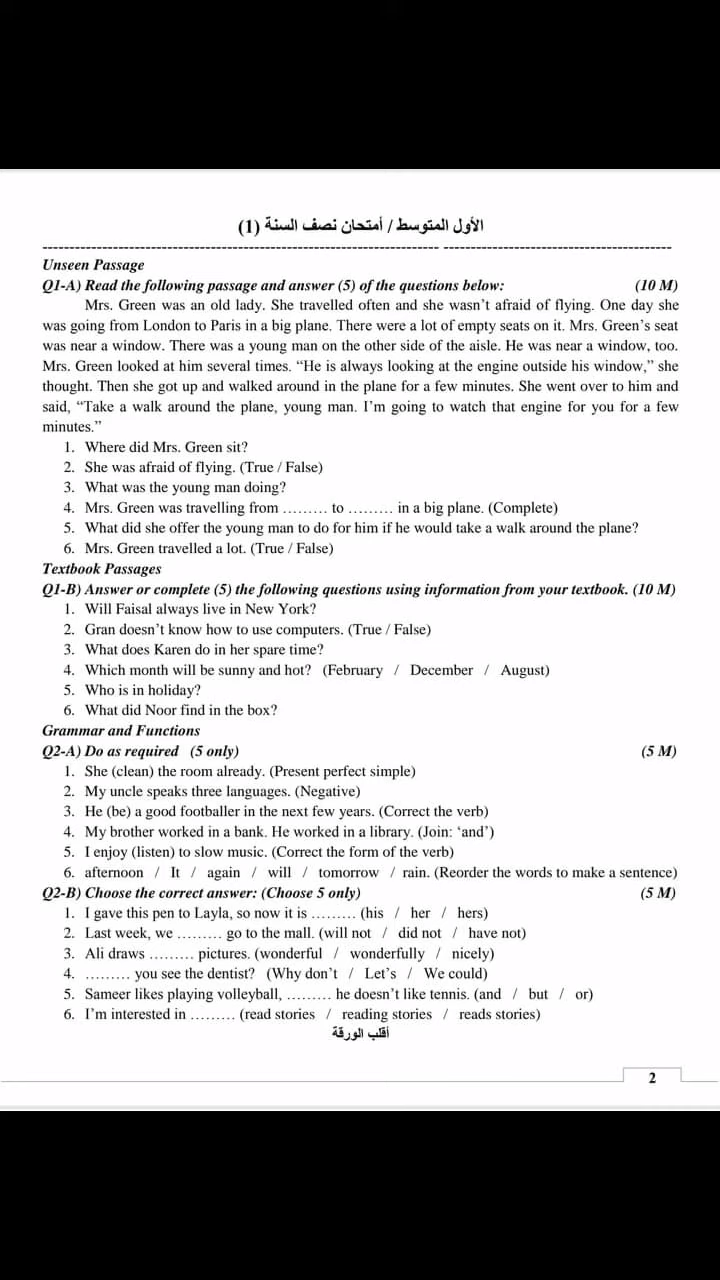 الأول المتوسط / أمتحان نصف السنة (1)
Unseen Passage
Q1-A) Read the following passage and answer (5) of the questions below: (10 M)
Mrs. Green was an old lady. She travelled often and she wasn't afraid of flying. One day she
was going from London to Paris in a big plane. There were a lot of empty seats on it. Mrs. Green's seat
was near a window. There was a young man on the other side of the aisle. He was near a window, too.
Mrs. Green looked at him several times. “He is always looking at the engine outside his window,” she
thought. Then she got up and walked around in the plane for a few minutes. She went over to him and
said, “Take a walk around the plane, young man. I'm going to watch that engine for you for a few
minutes.”
1. Where did Mrs. Green sit?
2. She was afraid of flying. (True / False)
3. What was the young man doing?
4. Mrs. Green was travelling from ……… to ……… in a big plane. (Complete)
5. What did she offer the young man to do for him if he would take a walk around the plane?
6. Mrs. Green travelled a lot. (True / False)
Textbook Passages
Q1-B) Answer or complete (5) the following questions using information from your textbook. (10 M)
1. Will Faisal always live in New York?
2. Gran doesn't know how to use computers. (True / False)
3. What does Karen do in her spare time?
4. Which month will be sunny and hot? (February / December / August)
5. Who is in holiday?
6. What did Noor find in the box?
Grammar and Functions
Q2-A) Do as required (5 only) (5 M)
1. She (clean) the room already. (Present perfect simple)
2. My uncle speaks three languages. (Negative)
3. He (be) a good footballer in the next few years. (Correct the verb)
4. My brother worked in a bank. He worked in a library. (Join: ‘and’)
5. I enjoy (listen) to slow music. (Correct the form of the verb)
6. afternoon / It / again / will / tomorrow / rain. (Reorder the words to make a sentence)
Q2-B) Choose the correct answer: (Choose 5 only) (5 M)
1. I gave this pen to Layla, so now it is ……… (his / her / hers)
2. Last week, we ……… go to the mall. (will not / did not / have not)
3. Ali draws ……… pictures. (wonderful / wonderfully / nicely)
4. ……… you see the dentist? (Why don't / Let's / We could)
5. Sameer likes playing volleyball, ……… he doesn't like tennis. (and / but / or)
6. I'm interested in ……… (read stories / reading stories / reads stories)
أقلب الورقة
2